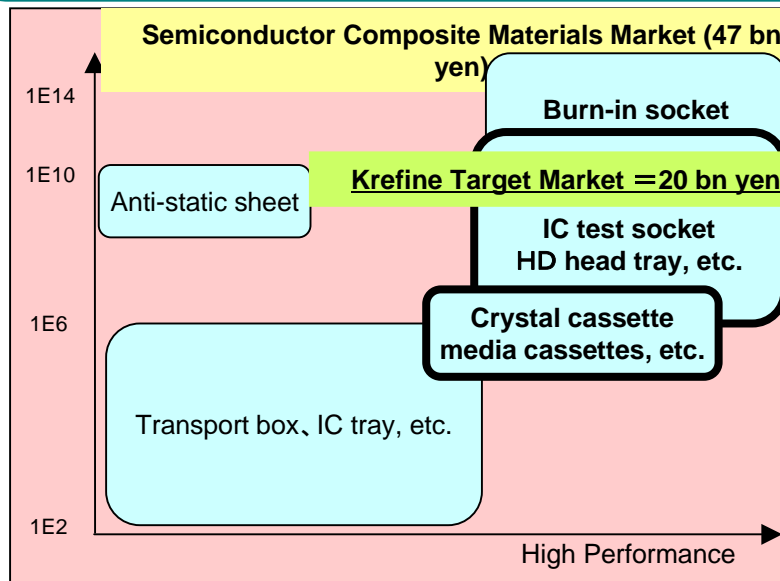 Semiconductor Composite Materials Market (47 bn
yen)
1E14
Burn-in socket
1E10
Krefine Target Market ＝20 bn yen
Anti-static sheet
IC test socket
HD head tray, etc.
1E6
Crystal cassette
media cassettes, etc.
Transport box、IC tray, etc.
1E2
High Performance